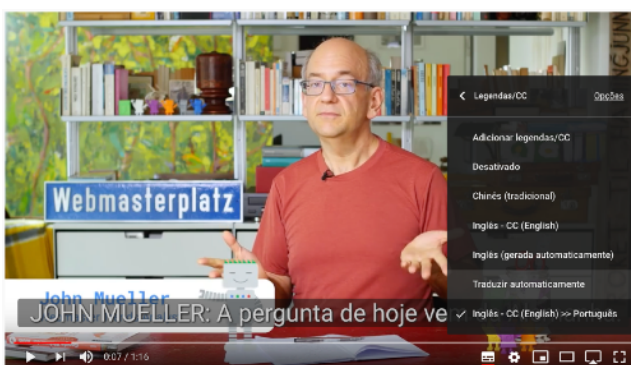 Legendas/CC
Opções
Adicionar legendas/CC
Desativado
Chinês (tradicional)
Inglês - CC (English)
Inglês (gerada automaticamente)
Traduzir automaticamente
Inglês - CC (English) >> Português
Webmasterplatz
John Mueller
JOHN MUELLER: A pergunta de hoje ve
0:07 / 1:16